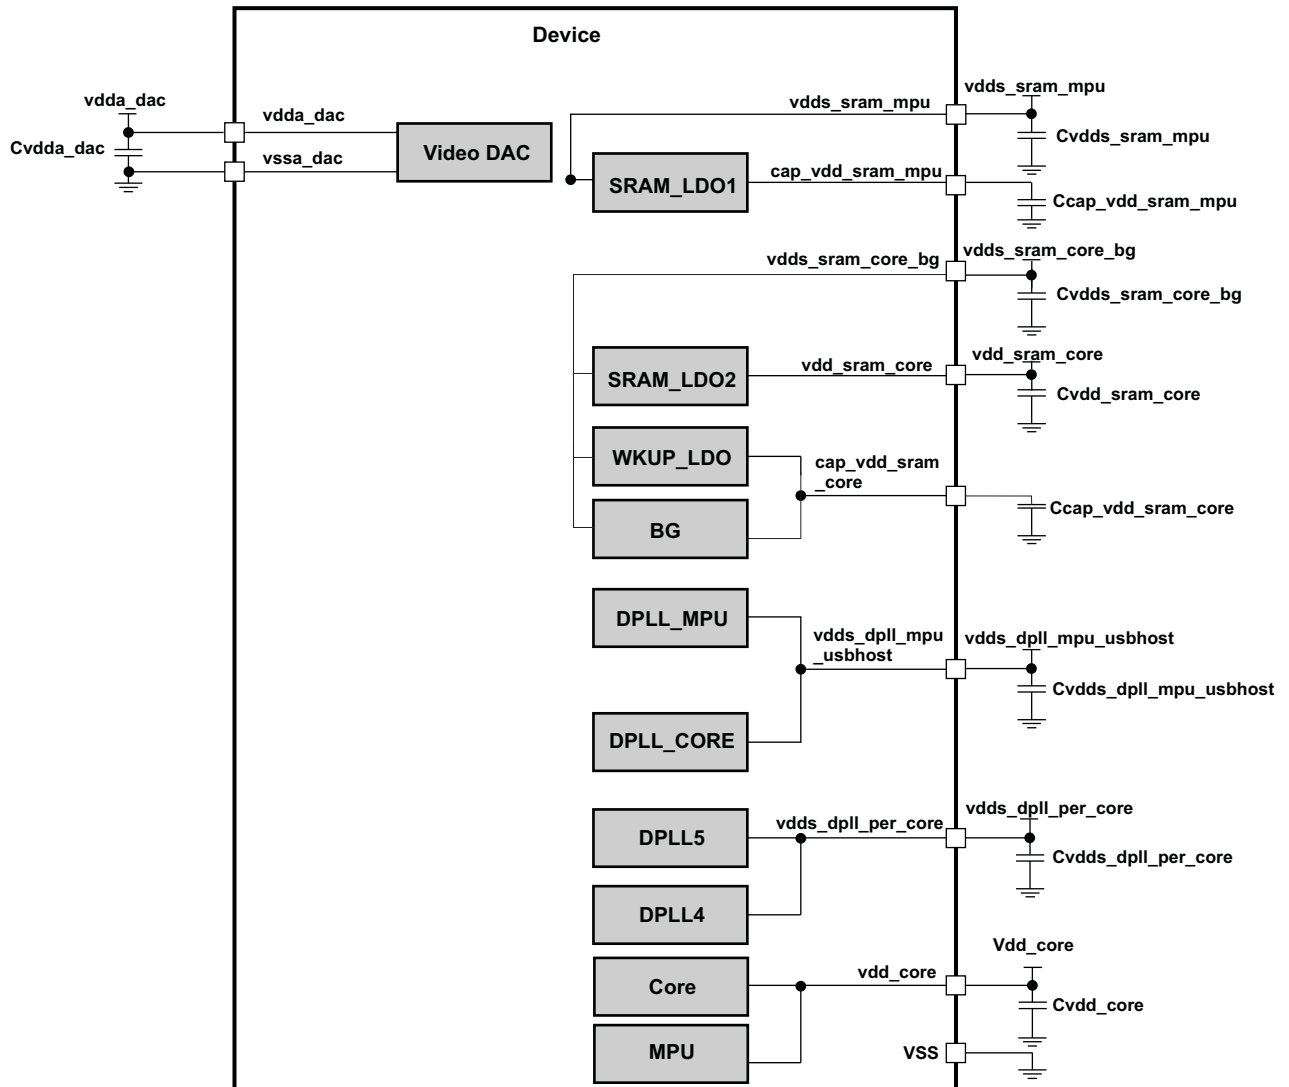 Device
vdda_dac
vdda_dac
Cvdda_dac
vssa_dac
Video DAC
vdds_sram_mpu
vdds_sram_mpu
Cvdds_sram_mpu
SRAM_LDO1
cap_vdd_sram_mpu
Ccap_vdd_sram_mpu
vdds_sram_core_bg
vdds_sram_core_bg
Cvdds_sram_core_bg
SRAM_LDO2
vdd_sram_core
vdd_sram_core
Cvdd_sram_core
WKUP_LDO
cap_vdd_sram
_core
Ccap_vdd_sram_core
BG
DPLL_MPU
vdds_dpll_mpu
_usbhost
vdds_dpll_mpu_usbhost
Cvdds_dpll_mpu_usbhost
DPLL_CORE
DPLL5
vdds_dpll_per_core
vdds_dpll_per_core
Cvdds_dpll_per_core
DPLL4
Core
vdd_core
Vdd_core
Cvdd_core
MPU
VSS